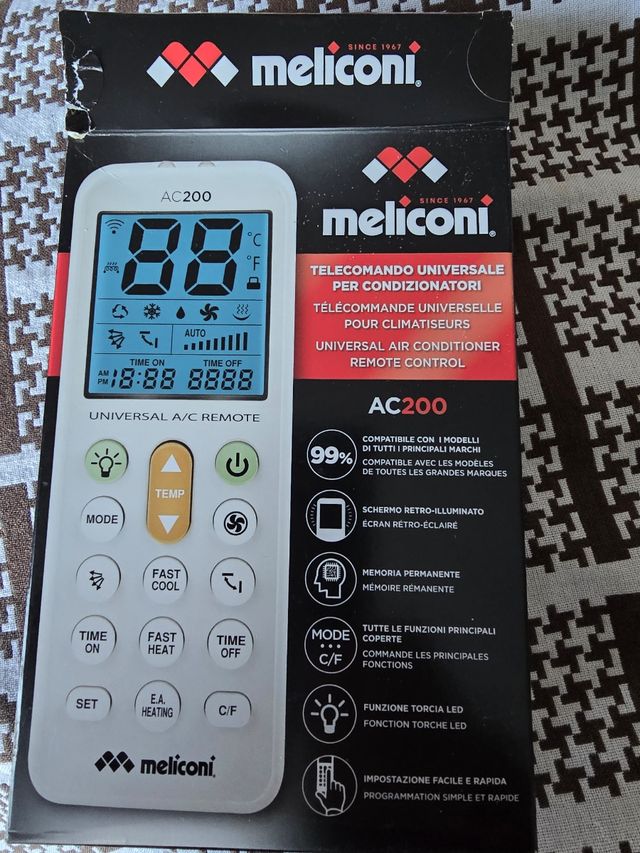 SINCE 1967
meliconi®
AC200
88 °C
°F
AUTO
TIME ON TIME OFF
AM
PM 18:88 8888
UNIVERSAL A/C REMOTE
TEMP
MODE
FAST
COOL
TIME
ON
FAST
HEAT
TIME
OFF
SET
E.A.
HEATING
C/F
meliconi®
SINCE 1967
meliconi®
TELECOMANDO UNIVERSALE
PER CONDIZIONATORI
TÉLÉCOMMANDE UNIVERSELLE
POUR CLIMATISEURS
UNIVERSAL AIR CONDITIONER
REMOTE CONTROL
AC200
99%
COMPATIBILE CON I MODELLI
DI TUTTI I PRINCIPALI MARCHI
COMPATIBLE AVEC LES MODÈLES
DE TOUTES LES GRANDES MARQUES
SCHERMO RETRO-ILLUMINATO
ÉCRAN RÉTRO-ÉCLAIRÉ
MEMORIA PERMANENTE
MÉMOIRE RÉMANENTE
MODE
C/F
TUTTE LE FUNZIONI PRINCIPALI
COPERTE
COMMANDE LES PRINCIPALES
FONCTIONS
FUNZIONE TORCIA LED
FONCTION TORCHE LED
IMPOSTAZIONE FACILE E RAPIDA
PROGRAMMATION SIMPLE ET RAPIDE